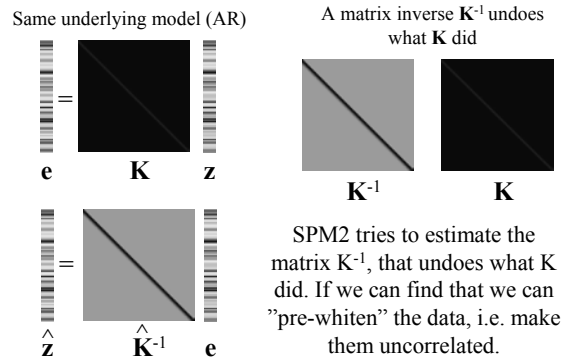 Same underlying model (AR)
e = K z
ẑ = K̂⁻¹ e
A matrix inverse K⁻¹ undoes
what K did
K⁻¹ K
SPM2 tries to estimate the
matrix K⁻¹, that undoes what K
did. If we can find that we can
”pre-whiten” the data, i.e. make
them uncorrelated.